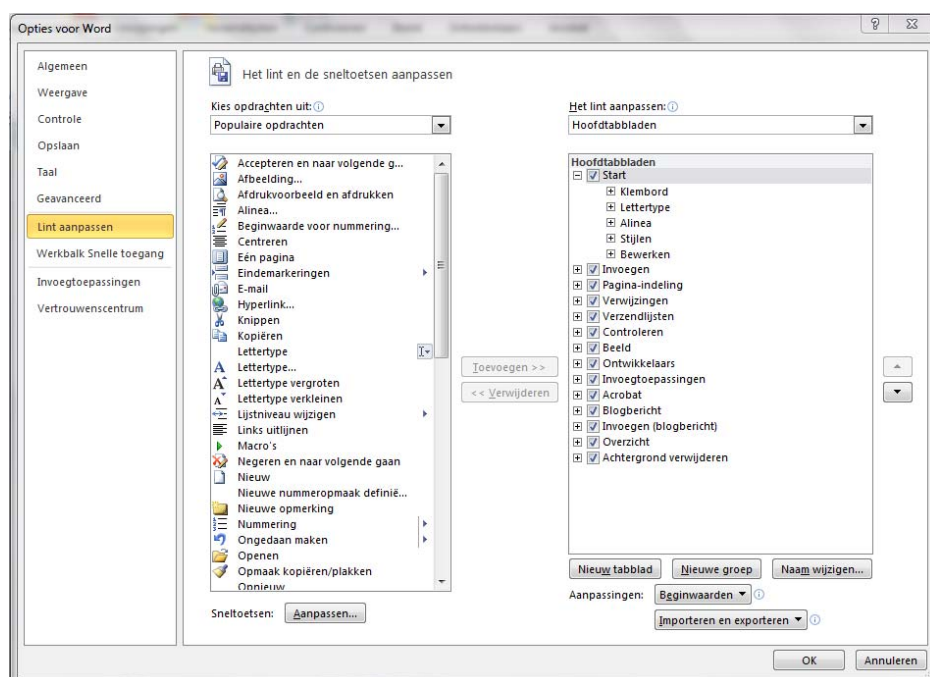 Opties voor Word
Algemeen
Weergave
Controle
Opslaan
Taal
Geavanceerd
Lint aanpassen
Werkbalk Snelle toegang
Invoegtoepassingen
Vertrouwenscentrum
Het lint en de sneltoetsen aanpassen
Kies opdrachten uit:
Populaire opdrachten
Accepteren en naar volgende g...
Afbeelding...
Afdrukvoorbeeld en afdrukken
Alinea...
Beginwaarde voor nummering...
Centreren
Eén pagina
Eindemarkeringen
E-mail
Hyperlink...
Knippen
Kopiëren
Lettertype
Lettertype...
Lettertype vergroten
Lettertype verkleinen
Lijstniveau wijzigen
Links uitlijnen
Macro's
Negeren en naar volgende gaan
Nieuw
Nieuwe nummeropmaak definië...
Nieuwe opmerking
Nummering
Ongedaan maken
Openen
Opmaak kopiëren/plakken
Opnieuw
Sneltoetsen: Aanpassen...
Toevoegen >>
<< Verwijderen
Het lint aanpassen:
Hoofdtabbladen
Hoofdtabbladen
Start
Klembord
Lettertype
Alinea
Stijlen
Bewerken
Invoegen
Pagina-indeling
Verwijzingen
Verzendlijsten
Controleren
Beeld
Ontwikkelaars
Invoegtoepassingen
Acrobat
Blogbericht
Invoegen (blogbericht)
Overzicht
Achtergrond verwijderen
Nieuw tabblad Nieuwe groep Naam wijzigen...
Aanpassingen: Beginwaarden
Importeren en exporteren
OK Annuleren